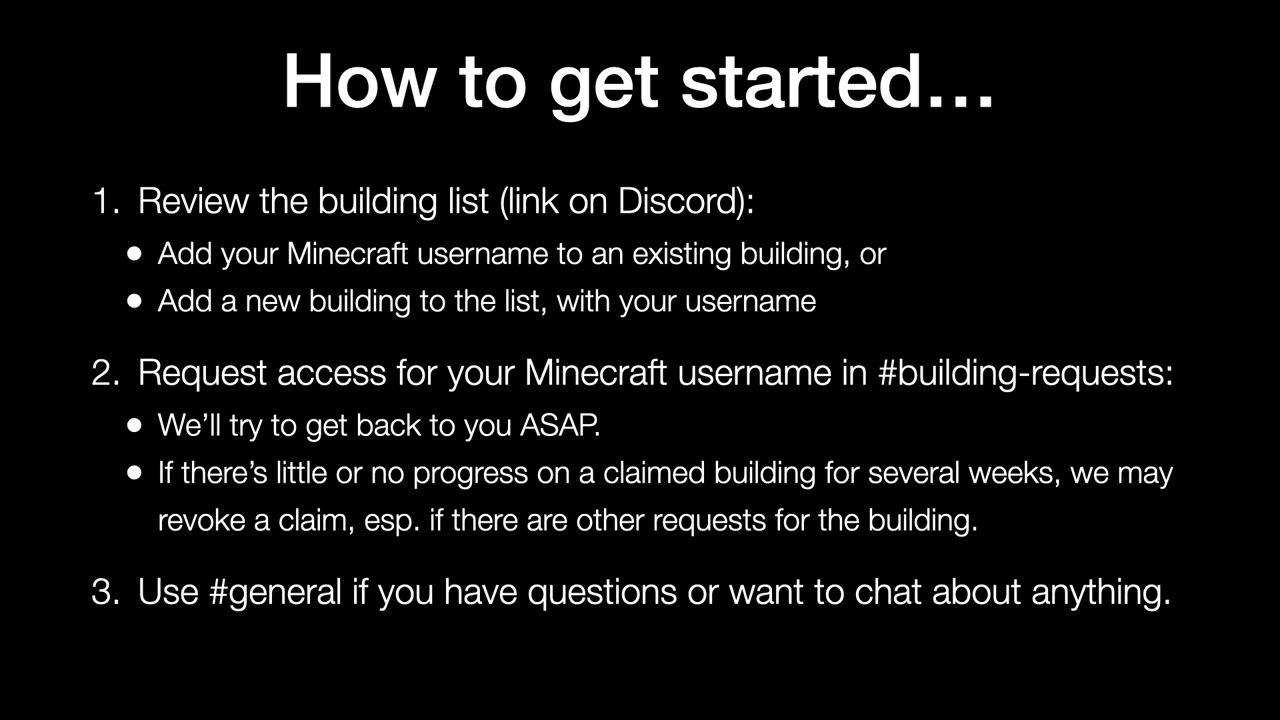 How to get started…
1. Review the building list (link on Discord):
• Add your Minecraft username to an existing building, or
• Add a new building to the list, with your username
2. Request access for your Minecraft username in #building-requests:
• We’ll try to get back to you ASAP.
• If there’s little or no progress on a claimed building for several weeks, we may
revoke a claim, esp. if there are other requests for the building.
3. Use #general if you have questions or want to chat about anything.